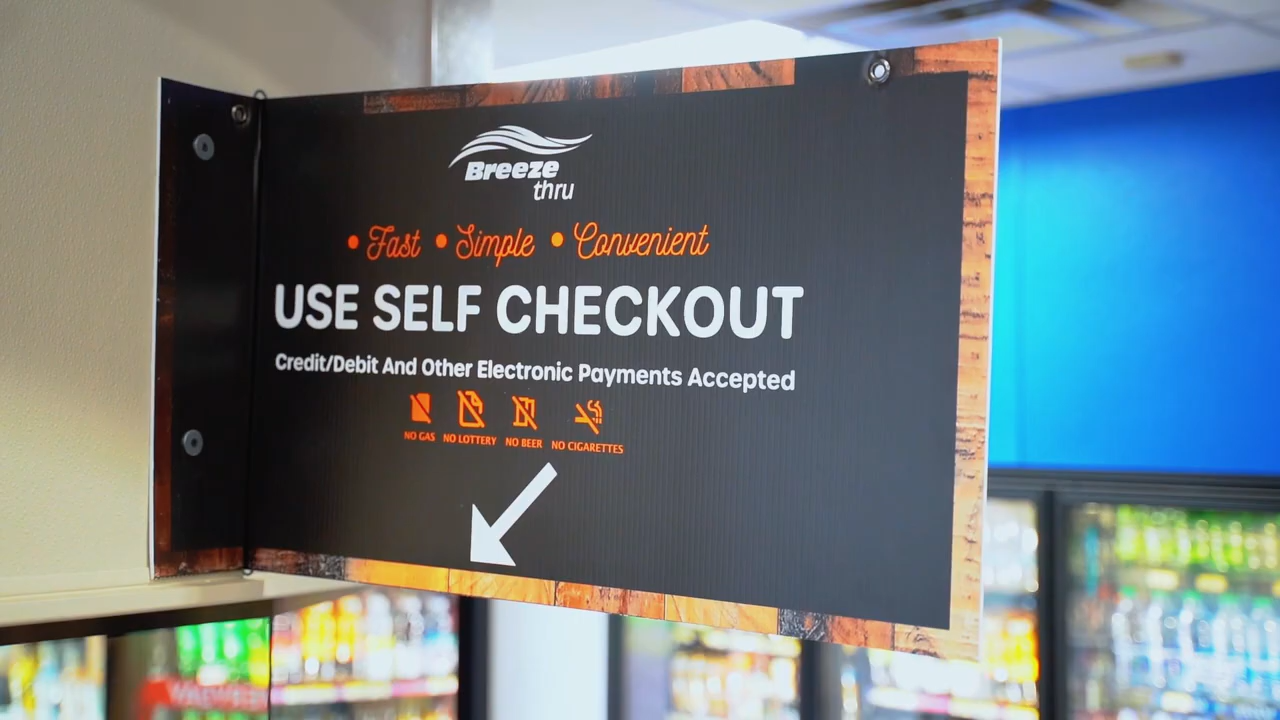 Breeze
thru
• Fast • Simple • Convenient
USE SELF CHECKOUT
Credit/Debit And Other Electronic Payments Accepted
NO GAS NO LOTTERY NO BEER NO CIGARETTES